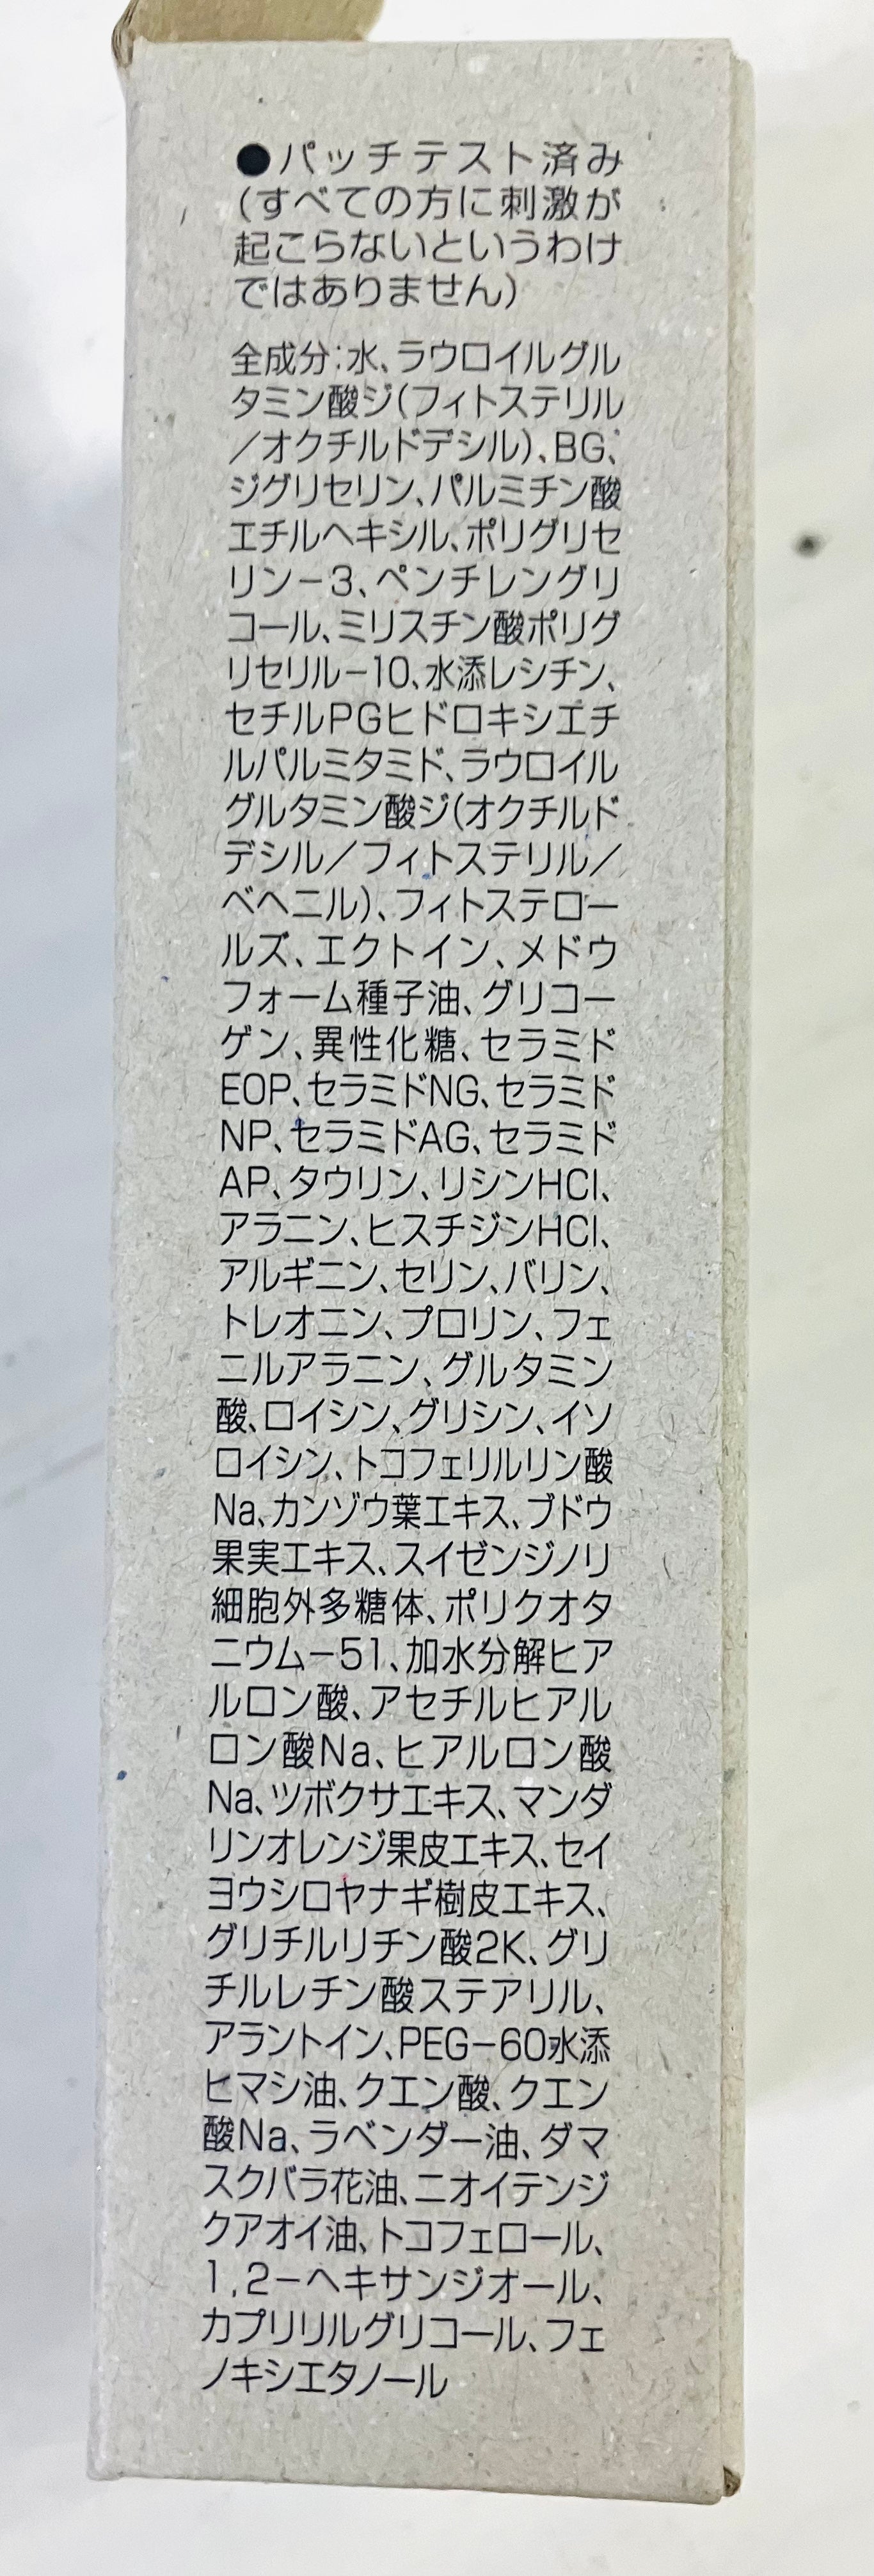 ●パッチテスト済み
(すべての方に刺激が
起こらないというわけ
ではありません)
全成分:水、ラウロイルグル
タミン酸ジ(フィトステリル
/オクチルドデシル)、BG、
ジグリセリン、パルミチン酸
エチルヘキシル、ポリグリセ
リン-3、ペンチレングリ
コール、ミリスチン酸ポリグ
リセリル-10、水添レシチン、
セチルPGヒドロキシエチ
ルパルミタミド、ラウロイル
グルタミン酸ジ(オクチルド
デシル/フィトステリル/
ベヘニル)、フィトステロー
ルズ、エクトイン、メドウ
フォーム種子油、グリコー
ゲン、異性化糖、セラミド
EOP、セラミドNG、セラミド
NP、セラミドAG、セラミド
AP、タウリン、リシンHCl、
アラニン、ヒスチジンHCl、
アルギニン、セリン、バリン、
トレオニン、プロリン、フェ
ニルアラニン、グルタミン
酸、ロイシン、グリシン、イソ
ロイシン、トコフェリルリン酸
Na、カンゾウ葉エキス、ブドウ
果実エキス、スイゼンジノリ
細胞外多糖体、ポリクオタ
ニウム-51、加水分解ヒア
ルロン酸、アセチルヒアル
ロン酸Na、ヒアルロン酸
Na、ツボクサエキス、マンダ
リンオレンジ果皮エキス、セイ
ヨウシロヤナギ樹皮エキス、
グリチルリチン酸2K、グリ
チルレチン酸ステアリル、
アラントイン、PEG-60水添
ヒマシ油、クエン酸、クエン
酸Na、ラベンダー油、ダマ
スクバラ花油、ニオイテンジ
クアオイ油、トコフェロール、
1,2-ヘキサンジオール、
カプリリルグリコール、フェ
ノキシエタノール